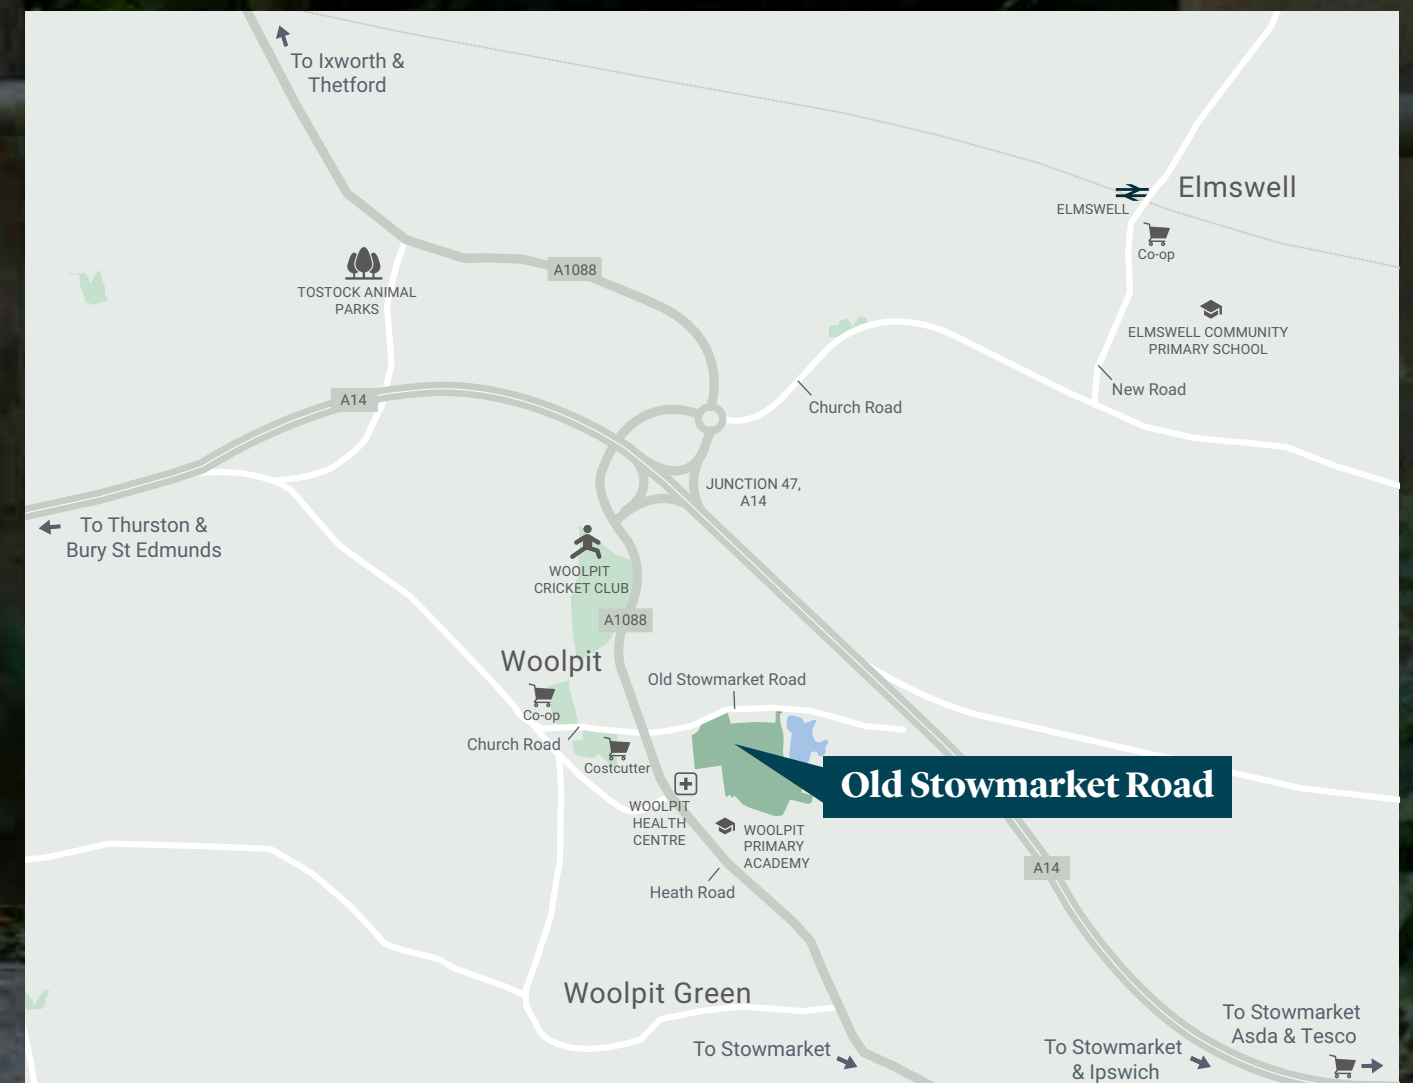 To Ixworth &
Thetford
Elmswell
ELMSWELL
Co-op
A1088
TOSTOCK ANIMAL
PARKS
ELMSWELL COMMUNITY
PRIMARY SCHOOL
New Road
A14
Church Road
JUNCTION 47,
A14
To Thurston &
Bury St Edmunds
WOOLPIT
CRICKET CLUB
A1088
Woolpit
Old Stowmarket Road
Co-op
Church Road
Costcutter
Old Stowmarket Road
WOOLPIT
HEALTH
CENTRE
WOOLPIT
PRIMARY
ACADEMY
A14
Heath Road
Woolpit Green
To Stowmarket
Asda & Tesco
To Stowmarket
To Stowmarket
& Ipswich